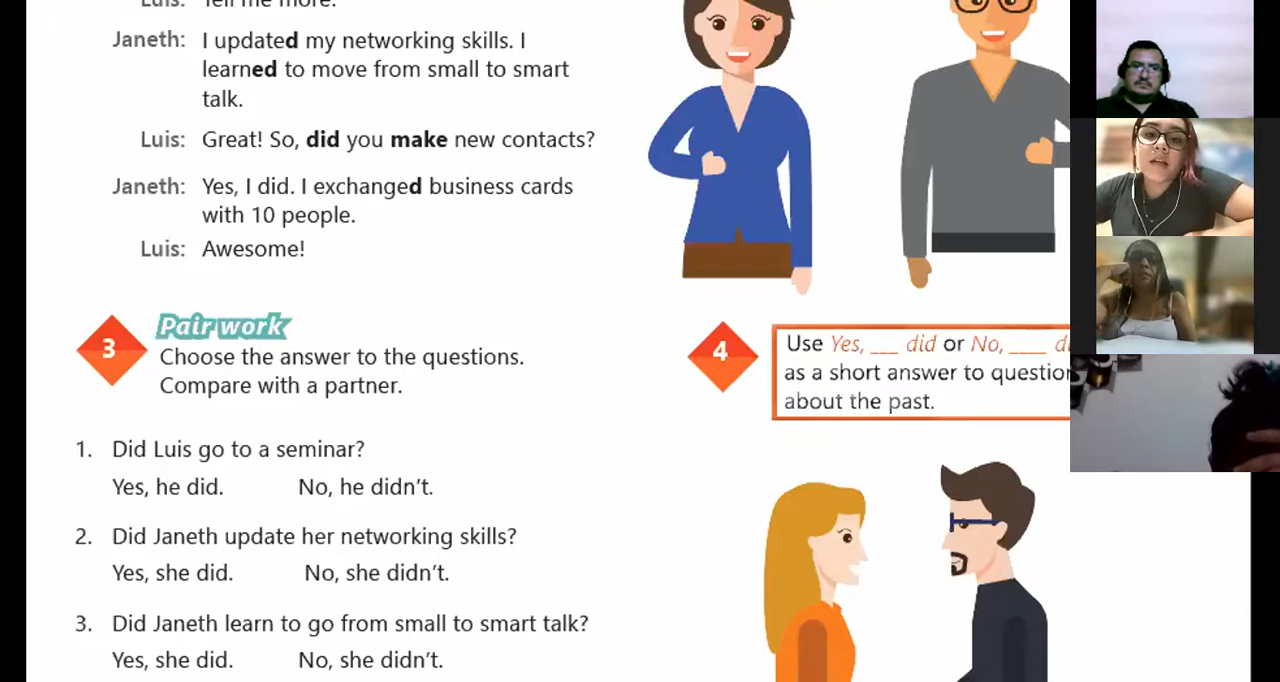 Luis: Tell me more.
Janeth: I updated my networking skills. I
learned to move from small to smart
talk.
Luis: Great! So, did you make new contacts?
Janeth: Yes, I did. I exchanged business cards
with 10 people.
Luis: Awesome!
3
Pair work
Choose the answer to the questions.
Compare with a partner.
1. Did Luis go to a seminar?
Yes, he did. No, he didn't.
2. Did Janeth update her networking skills?
Yes, she did. No, she didn't.
3. Did Janeth learn to go from small to smart talk?
Yes, she did. No, she didn't.
4
Use Yes, ___ did or No, ____
as a short answer to
about the past.